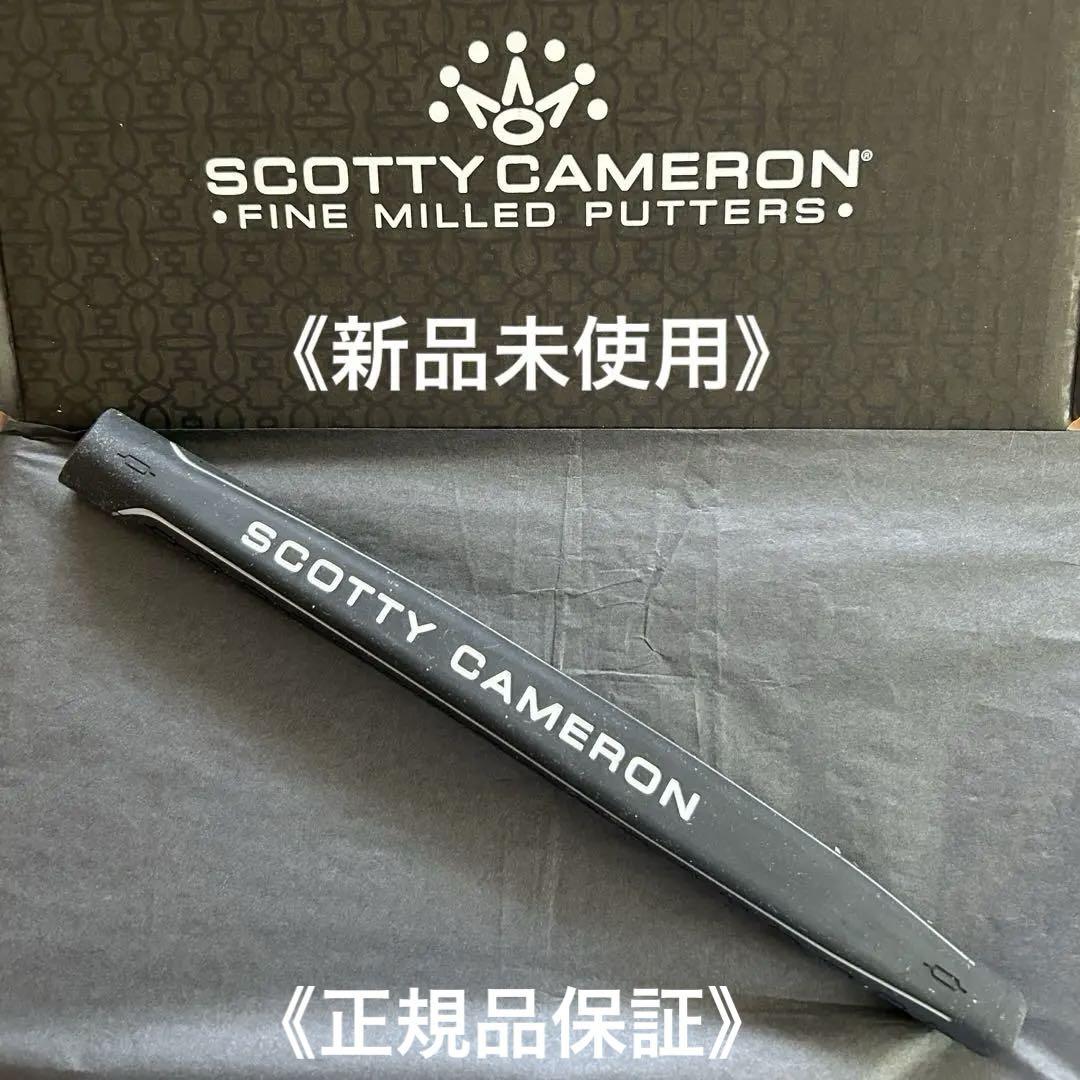 SCOTTY CAMERON®
•FINE MILLED PUTTERS•
《新品未使用》
SCOTTY CAMERON
《正規品保証》